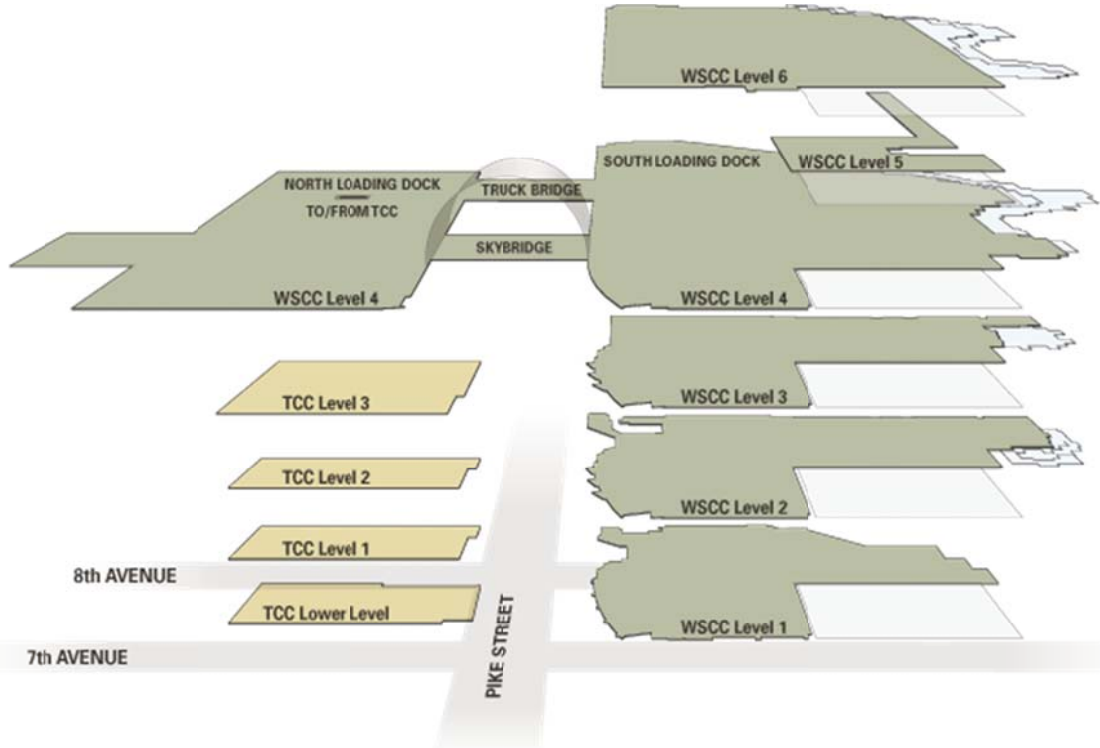 WSCC Level 6
SOUTH LOADING DOCK
WSCC Level 5
NORTH LOADING DOCK
TO/FROM TCC
TRUCK BRIDGE
SKYBRIDGE
WSCC Level 4
WSCC Level 4
TCC Level 3
WSCC Level 3
TCC Level 2
WSCC Level 2
TCC Level 1
8th AVENUE
TCC Lower Level
WSCC Level 1
7th AVENUE
PIKE STREET